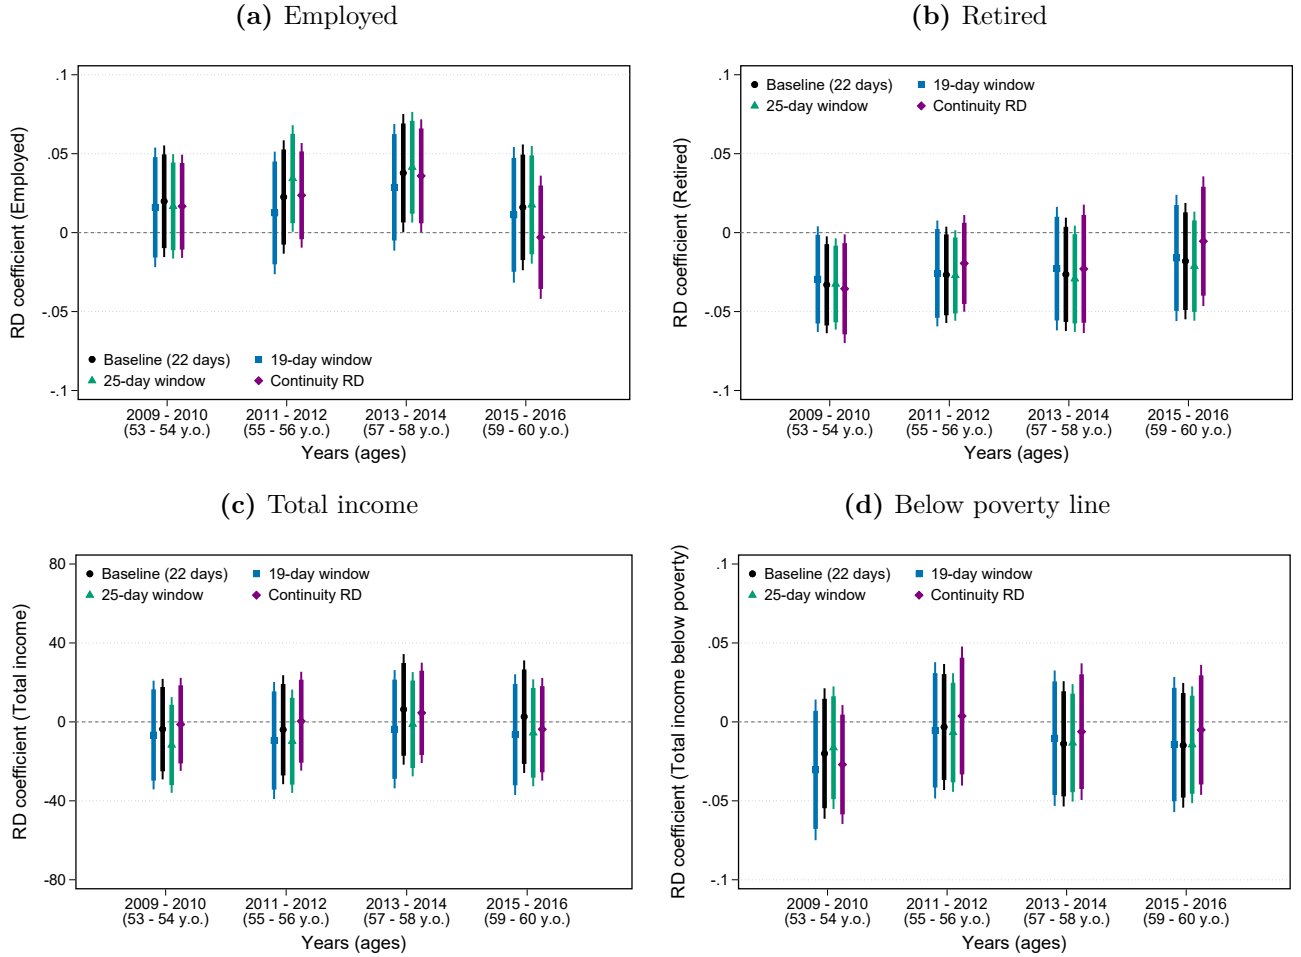 (a) Employed
RD coefficient (Employed)
.1
.05
0
-.05
-.1
Baseline (22 days)
19-day window
25-day window
Continuity RD
2009 - 2010
(53 - 54 y.o.)
2011 - 2012
(55 - 56 y.o.)
2013 - 2014
(57 - 58 y.o.)
2015 - 2016
(59 - 60 y.o.)
Years (ages)
(b) Retired
RD coefficient (Retired)
.1
.05
0
-.05
-.1
Baseline (22 days)
19-day window
25-day window
Continuity RD
2009 - 2010
(53 - 54 y.o.)
2011 - 2012
(55 - 56 y.o.)
2013 - 2014
(57 - 58 y.o.)
2015 - 2016
(59 - 60 y.o.)
Years (ages)
(c) Total income
RD coefficient (Total income)
80
40
0
-40
-80
Baseline (22 days)
19-day window
25-day window
Continuity RD
2009 - 2010
(53 - 54 y.o.)
2011 - 2012
(55 - 56 y.o.)
2013 - 2014
(57 - 58 y.o.)
2015 - 2016
(59 - 60 y.o.)
Years (ages)
(d) Below poverty line
RD coefficient (Total income below poverty)
.1
.05
0
-.05
-.1
Baseline (22 days)
19-day window
25-day window
Continuity RD
2009 - 2010
(53 - 54 y.o.)
2011 - 2012
(55 - 56 y.o.)
2013 - 2014
(57 - 58 y.o.)
2015 - 2016
(59 - 60 y.o.)
Years (ages)